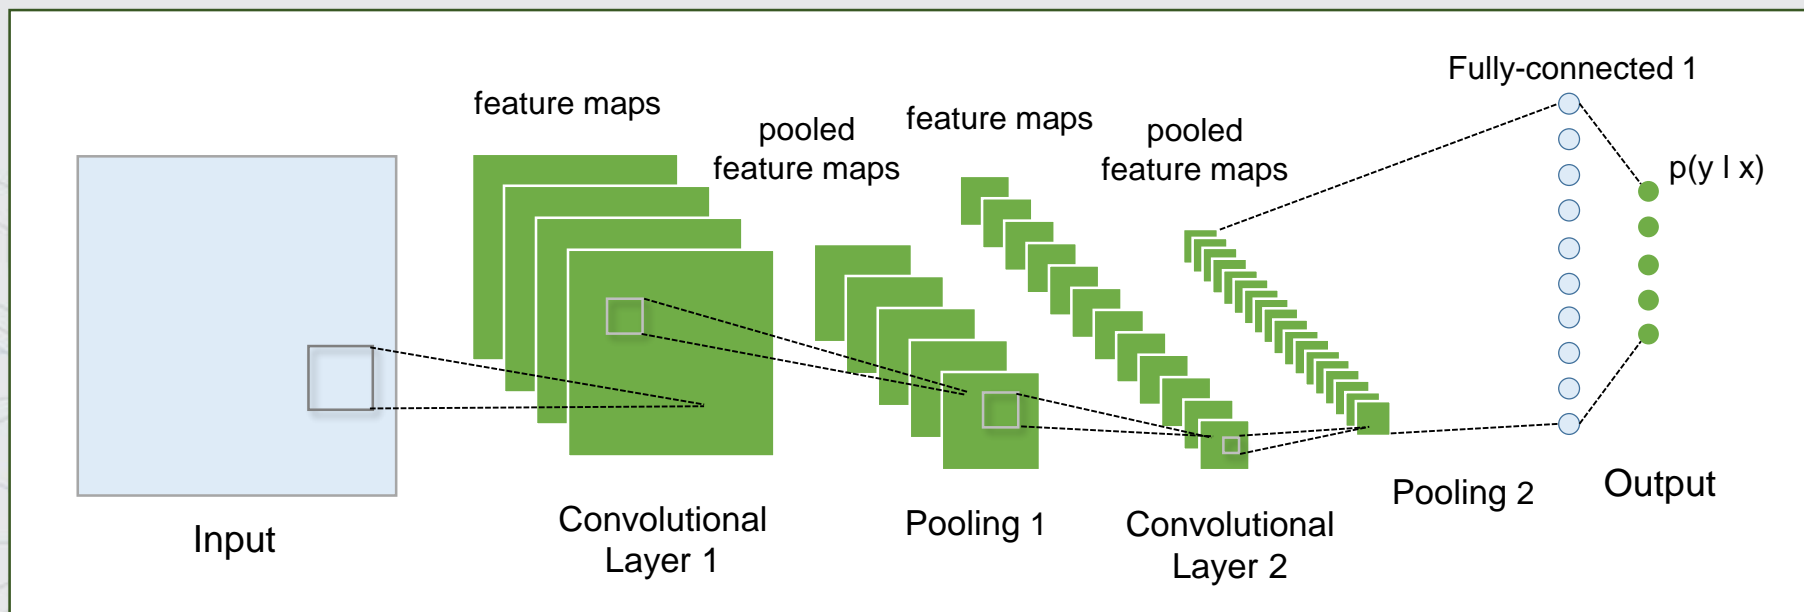 Fully-connected 1
feature maps
pooled
feature maps
feature maps
pooled
feature maps
p(y l x)
Input
Convolutional
Layer 1
Pooling 1
Convolutional
Layer 2
Pooling 2
Output